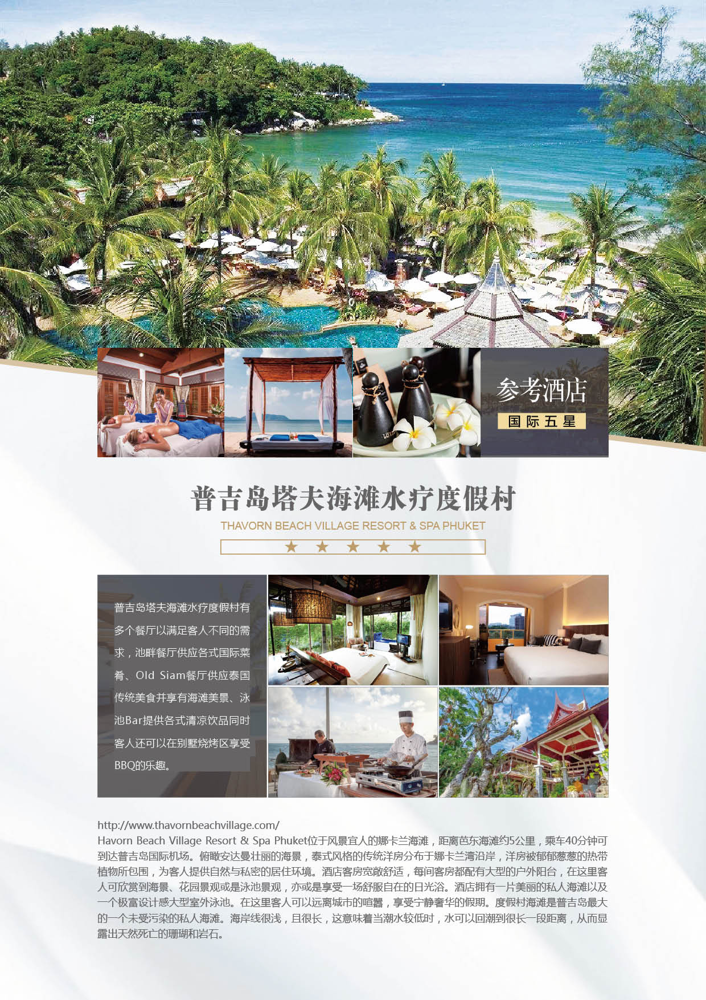 参考酒店
国际五星
普吉岛塔夫海滩水疗度假村
THAVORN BEACH VILLAGE RESORT & SPA PHUKET
普吉岛塔夫海滩水疗度假村有
多个餐厅以满足客人不同的需
求，池畔餐厅供应各式国际菜
肴、Old Siam餐厅供应泰国
传统美食并享有海滩美景、泳
池Bar提供各式清凉饮品同时
客人还可以在别墅烧烤区享受
BBQ的乐趣。
http://www.thavornbeachvillage.com/
Havorn Beach Village Resort & Spa Phuket位于风景宜人的娜卡兰海滩，距离芭东海滩约5公里，乘车40分钟可
到达普吉岛国际机场。俯瞰安达曼壮丽的海景，泰式风格的传统洋房分布于娜卡兰湾沿岸，洋房被郁郁葱葱的热带
植物所包围，为客人提供自然与私密的居住环境。酒店客房宽敞舒适，每间客房都配有大型的户外阳台，在这里客
人可欣赏到海景、花园景观或是泳池景观，亦或是享受一场舒服自在的日光浴。酒店拥有一片美丽的私人海滩以及
一个极富设计感大型室外泳池。在这里客人可以远离城市的喧嚣，享受宁静奢华的假期。度假村海滩是普吉岛最大
的一个未受污染的私人海滩。海岸线很浅，且很长，这意味着当潮水较低时，水可以回潮到很长一段距离，从而显
露出天然死亡的珊瑚和岩石。